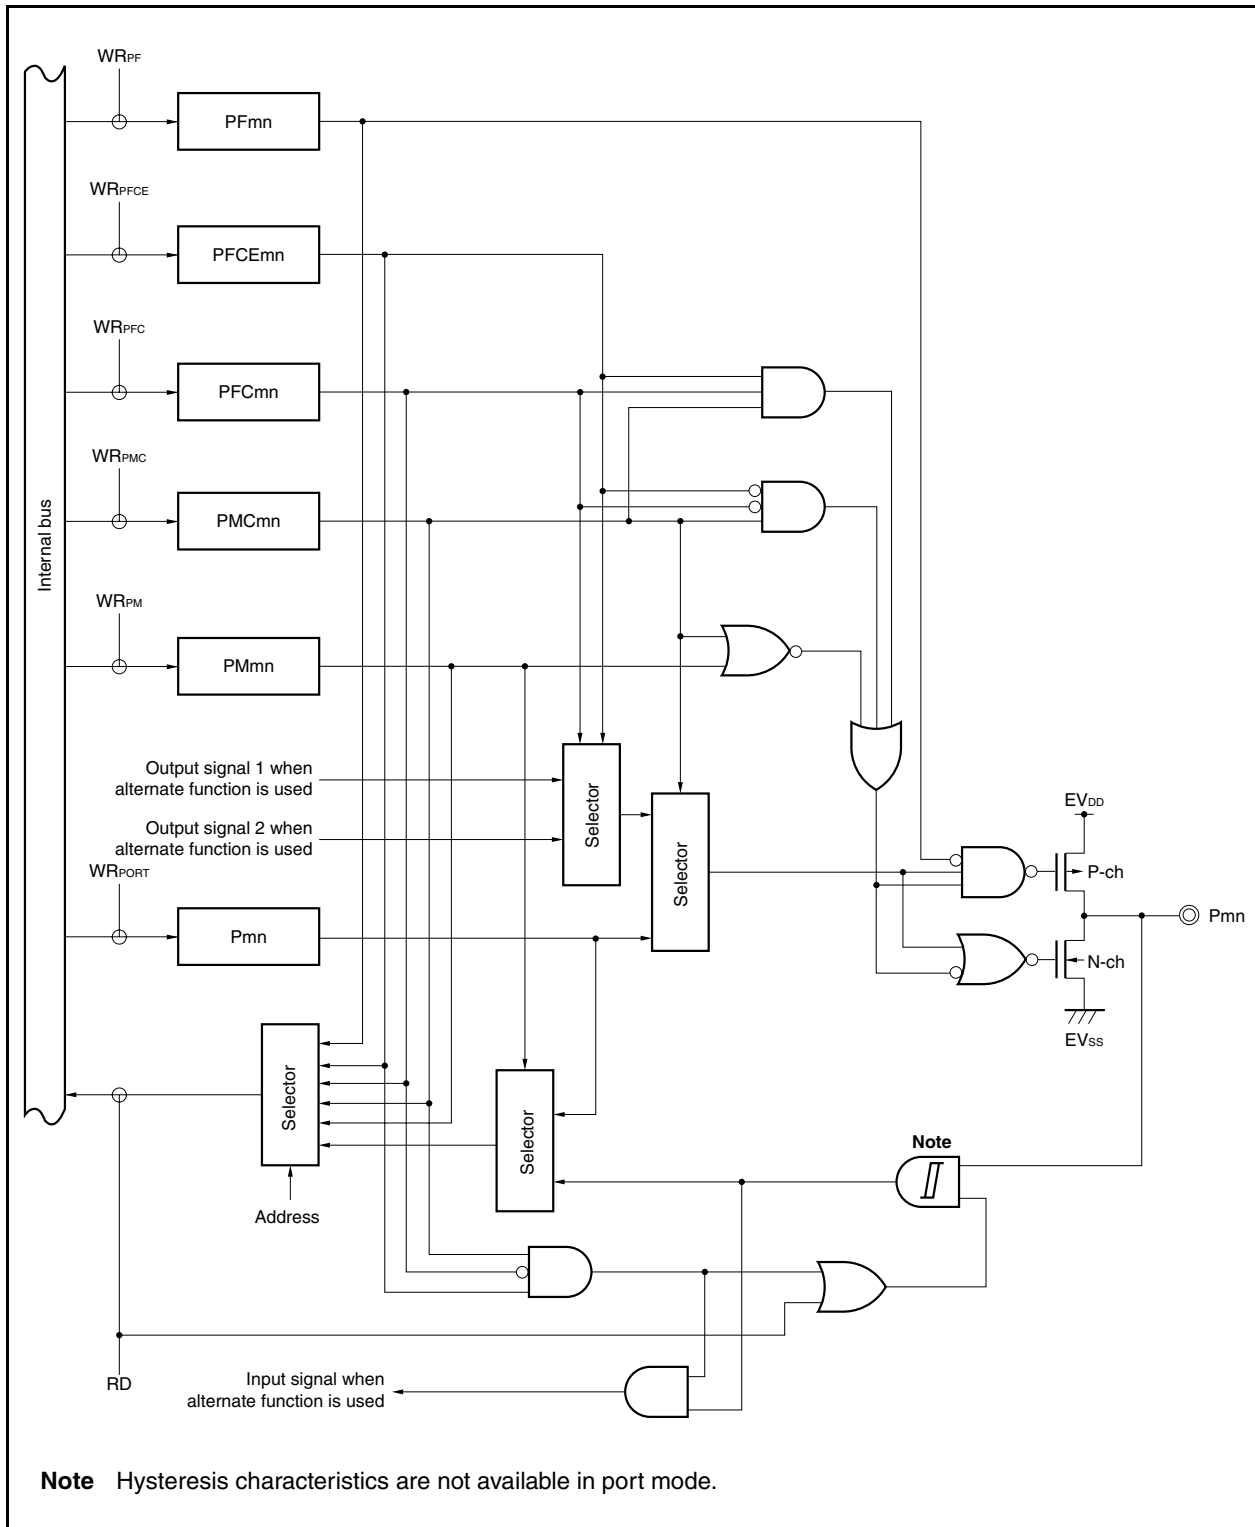 WRPF
PFmn
WRPFCE
PFCEmn
WRPFC
PFCmn
WRPMC
PMCmn
Internal bus
WRPM
PMmn
Output signal 1 when
alternate function is used
Output signal 2 when
alternate function is used
Selector
Selector
WRPORT
Pmn
EVDD
P-ch
Pmn
N-ch
EVSS
Selector
Selector
Address
Note
RD
Input signal when
alternate function is used
Note Hysteresis characteristics are not available in port mode.